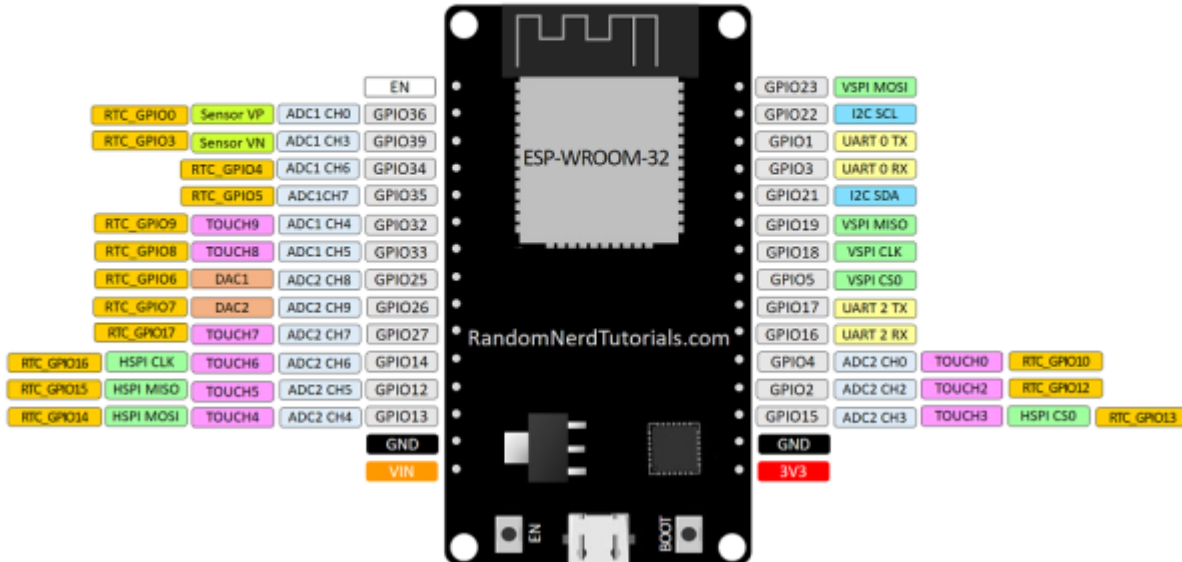 EN GPIO23 VSPI MOSI
RTC_GPIO0 Sensor VP ADC1 CH0 GPIO36 GPIO22 I2C SCL
RTC_GPIO3 Sensor VN ADC1 CH3 GPIO39 GPIO1 UART 0 TX
ESP-WROOM-32
RTC_GPIO4 ADC1 CH6 GPIO34 GPIO3 UART 0 RX
RTC_GPIO5 ADC1CH7 GPIO35 GPIO21 I2C SDA
RTC_GPIO9 TOUCH9 ADC1 CH4 GPIO32 GPIO19 VSPI MISO
RTC_GPIO8 TOUCH8 ADC1 CH5 GPIO33 GPIO18 VSPI CLK
RTC_GPIO6 DAC1 ADC2 CH8 GPIO25 GPIO5 VSPI CS0
RTC_GPIO7 DAC2 ADC2 CH9 GPIO26 GPIO17 UART 2 TX
RTC_GPIO17 TOUCH7 ADC2 CH7 GPIO27 GPIO16 UART 2 RX
RandomNerdTutorials.com
RTC_GPIO16 HSPI CLK TOUCH6 ADC2 CH6 GPIO14 GPIO4 ADC2 CH0 TOUCH0 RTC_GPIO10
RTC_GPIO15 HSPI MISO TOUCH5 ADC2 CH5 GPIO12 GPIO2 ADC2 CH2 TOUCH2 RTC_GPIO12
RTC_GPIO14 HSPI MOSI TOUCH4 ADC2 CH4 GPIO13 GPIO15 ADC2 CH3 TOUCH3 HSPI CS0 RTC_GPIO13
GND GND
VIN 3V3
EN BOOT